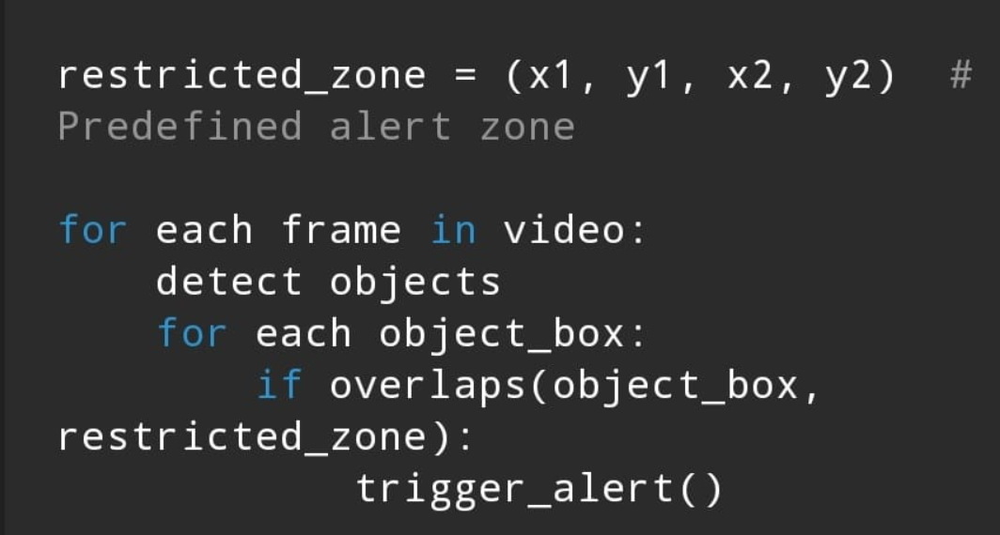 restricted_zone = (x1, y1, x2, y2)  #
Predefined alert zone
for each frame in video:
    detect objects
    for each object_box:
        if overlaps(object_box,
restricted_zone):
            trigger_alert()